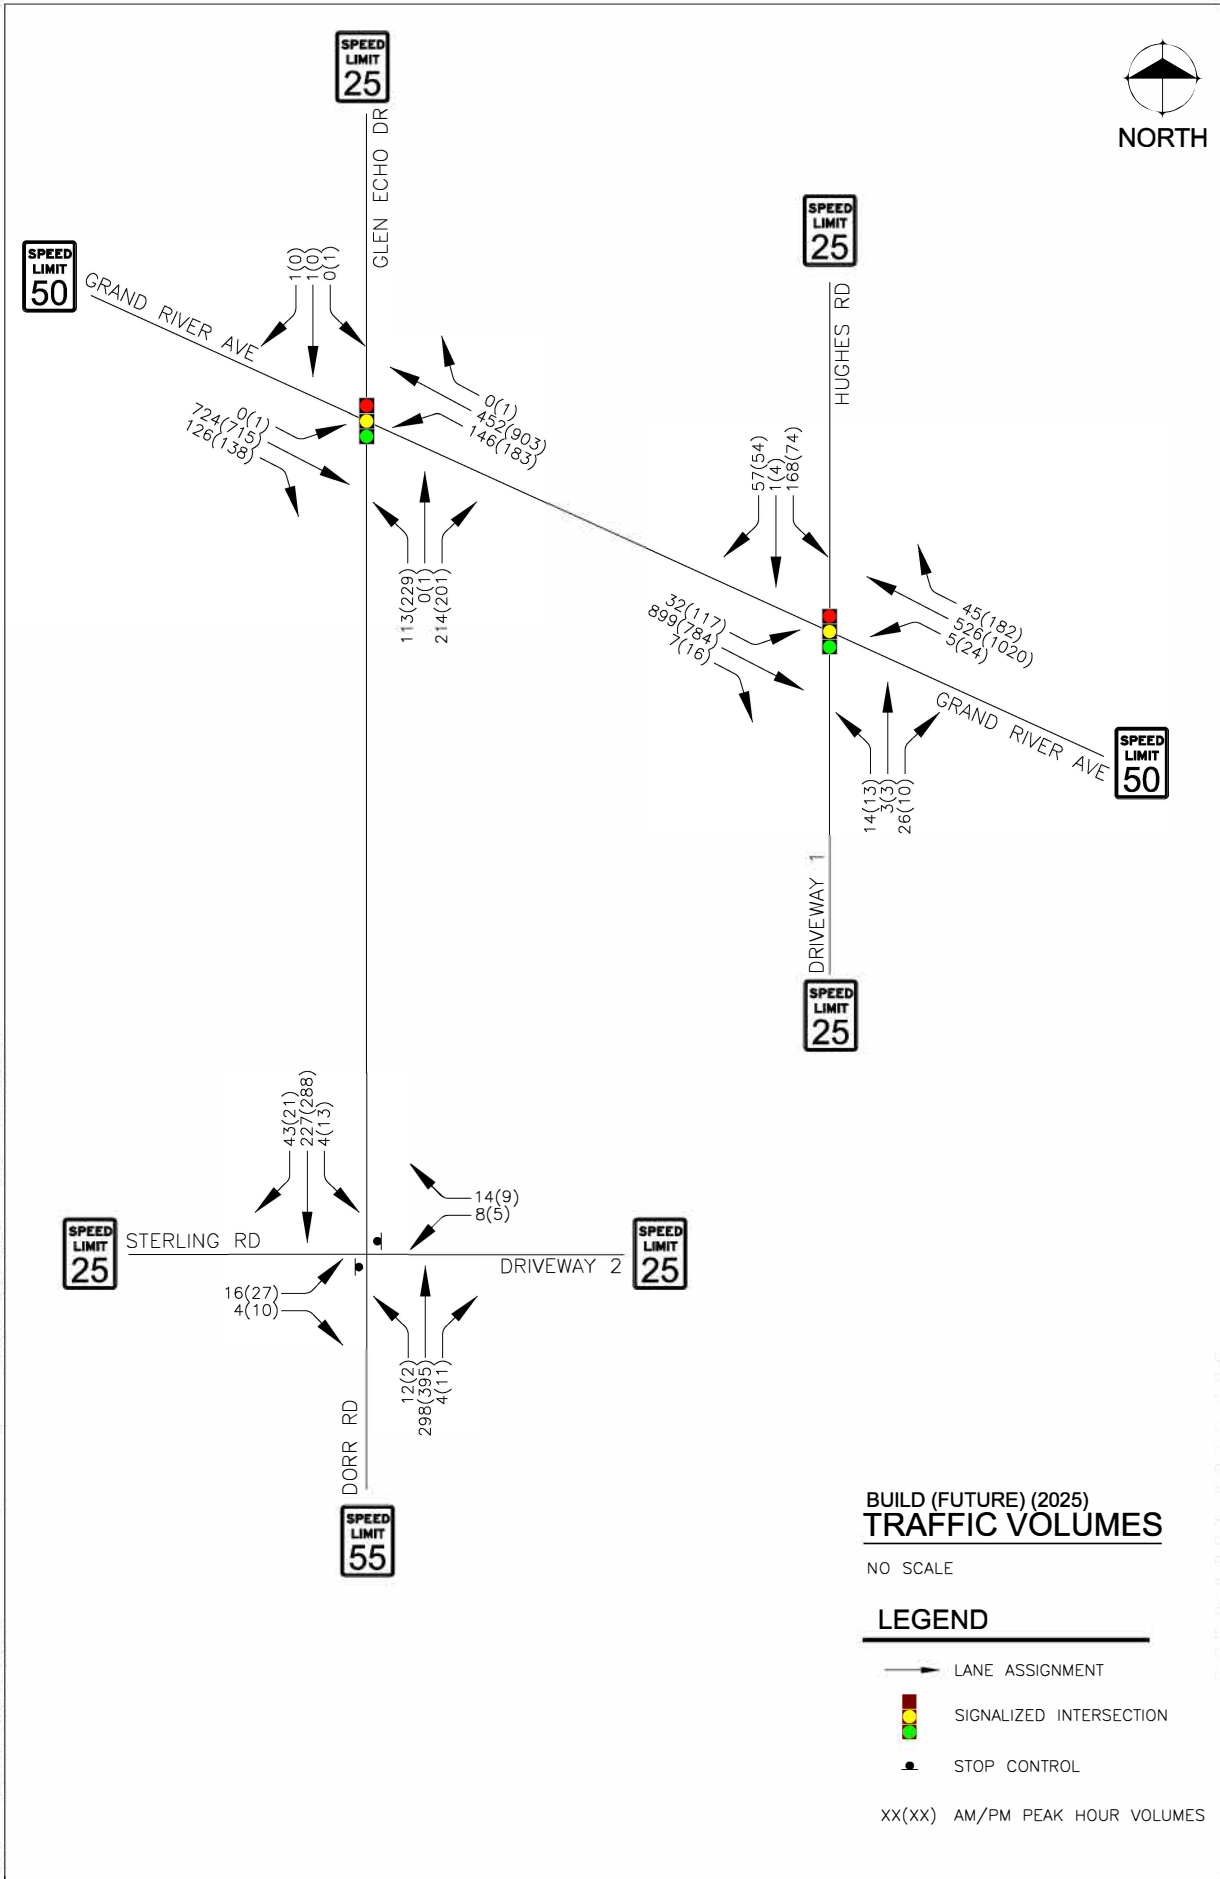 SPEED
LIMIT
25
GLEN ECHO DR
NORTH
SPEED
LIMIT
25
HUGHES RD
SPEED
LIMIT
50
GRAND RIVER AVE
1(0)
1(0)
0(1)
0(1)
452(903)
146(183)
0(1)
724(715)
126(138)
113(229)
0(1)
214(201)
57(54)
1(4)
168(74)
45(182)
526(1020)
5(24)
32(117)
899(784)
7(16)
14(13)
3(3)
26(10)
GRAND RIVER AVE
SPEED
LIMIT
50
DRIVEWAY 1
SPEED
LIMIT
25
43(21)
227(288)
4(13)
14(9)
8(5)
SPEED
LIMIT
25
STERLING RD
DRIVEWAY 2
SPEED
LIMIT
25
16(27)
4(10)
12(2)
298(395)
4(11)
DORR RD
SPEED
LIMIT
55
BUILD (FUTURE) (2025)
TRAFFIC VOLUMES
NO SCALE
LEGEND
LANE ASSIGNMENT
SIGNALIZED INTERSECTION
STOP CONTROL
XX(XX) AM/PM PEAK HOUR VOLUMES